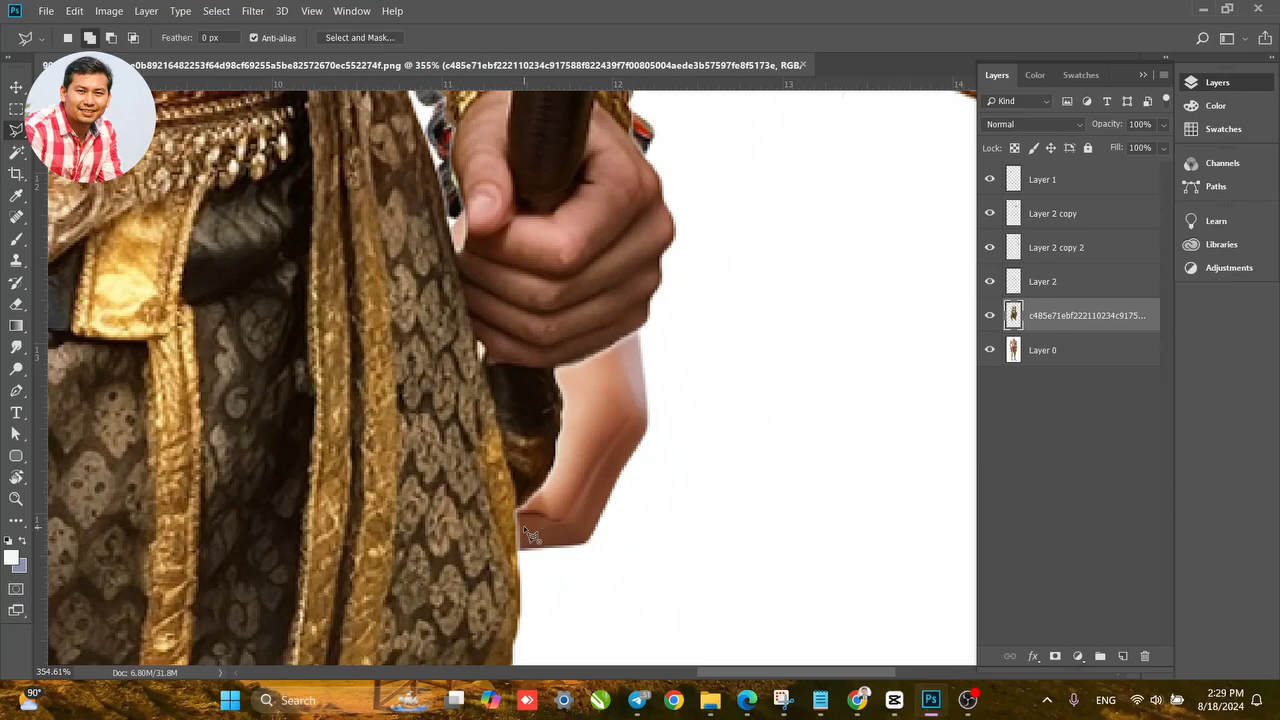 Ps File Edit Image Layer Type Select Filter 3D View Window Help
Feather: 0 px Anti-alias Select and Mask...
e0b89216482253f64d98cf69255a5be82572670ec552274f.png @ 355% (c485e71ebf222110234c917588f822439f7f00805004aede3b57597fe8f5173e, RGB/
10 11 12 13 14
Layers Color Swatches
Kind
Normal Opacity: 100%
Lock: Fill: 100%
Layer 1
Layer 2 copy
Layer 2 copy 2
Layer 2
c485e71ebf222110234c9175...
Layer 0
Layers
Color
Swatches
Channels
Paths
Learn
Libraries
Adjustments
354.61% Doc: 6.80M/31.8M
90° Search ENG 2:29 PM
8/18/2024